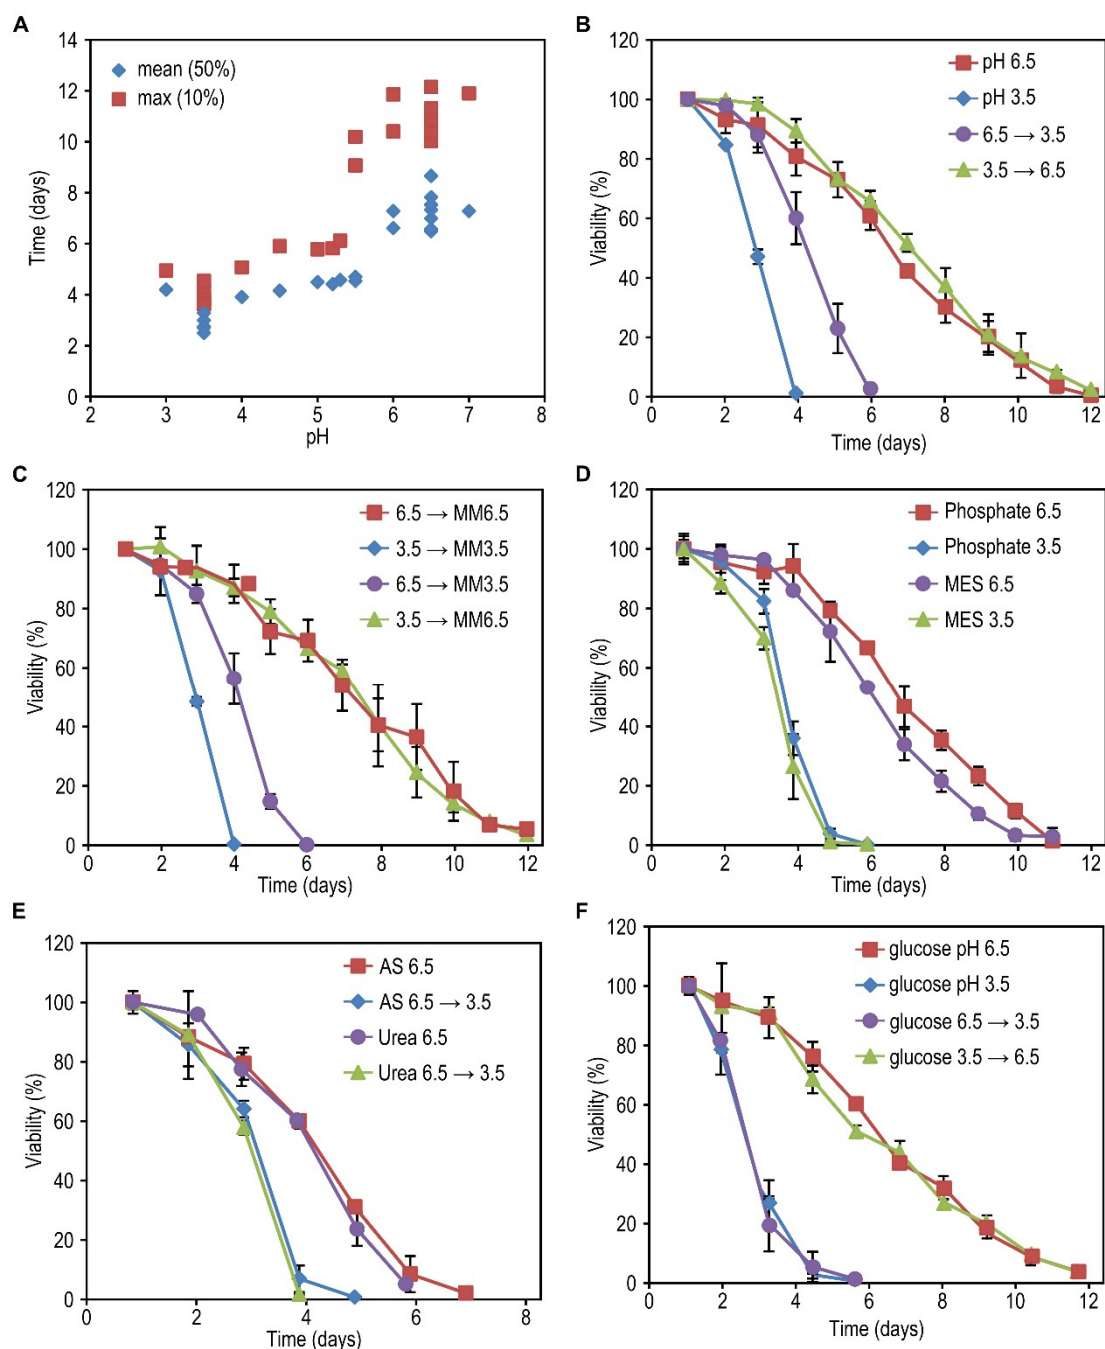 A
14
12
10
8
6
4
2
0
2 3 4 5 6 7 8
Time (days)
pH
mean (50%)
max (10%)
B
120
100
80
60
40
20
0
0 2 4 6 8 10 12
Viability (%)
Time (days)
pH 6.5
pH 3.5
6.5 → 3.5
3.5 → 6.5
C
120
100
80
60
40
20
0
0 2 4 6 8 10 12
Viability (%)
Time (days)
6.5 → MM6.5
3.5 → MM3.5
6.5 → MM3.5
3.5 → MM6.5
D
120
100
80
60
40
20
0
0 2 4 6 8 10 12
Viability (%)
Time (days)
Phosphate 6.5
Phosphate 3.5
MES 6.5
MES 3.5
E
120
100
80
60
40
20
0
0 2 4 6 8
Viability (%)
Time (days)
AS 6.5
AS 6.5 → 3.5
Urea 6.5
Urea 6.5 → 3.5
F
120
100
80
60
40
20
0
0 2 4 6 8 10 12
Viability (%)
Time (days)
glucose pH 6.5
glucose pH 3.5
glucose 6.5 → 3.5
glucose 3.5 → 6.5